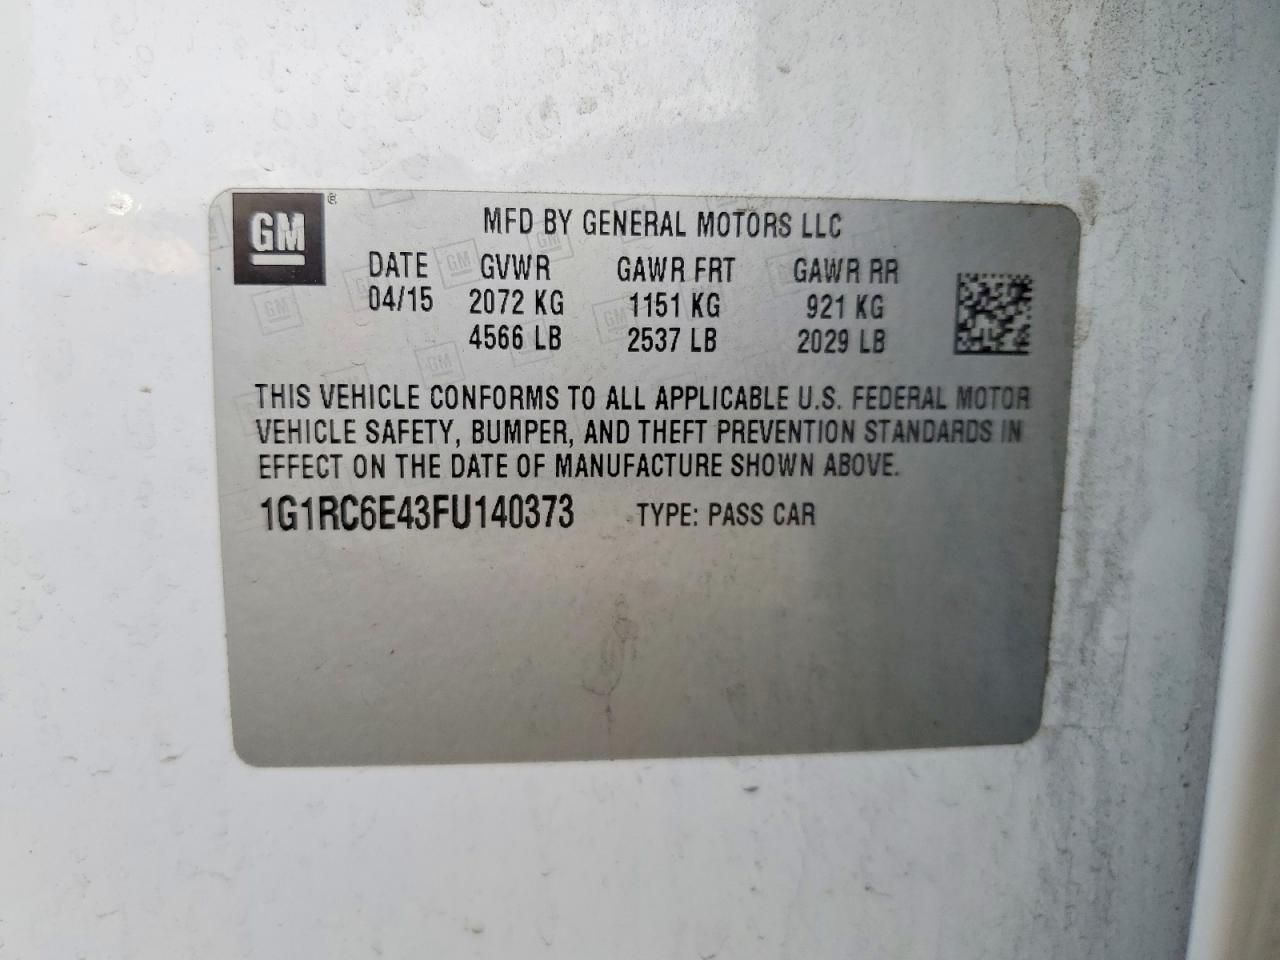 GM ®
MFD BY GENERAL MOTORS LLC
DATE GVWR GAWR FRT GAWR RR
04/15 2072 KG 1151 KG 921 KG
4566 LB 2537 LB 2029 LB
THIS VEHICLE CONFORMS TO ALL APPLICABLE U.S. FEDERAL MOTOR
VEHICLE SAFETY, BUMPER, AND THEFT PREVENTION STANDARDS IN
EFFECT ON THE DATE OF MANUFACTURE SHOWN ABOVE.
1G1RC6E43FU140373 TYPE: PASS CAR